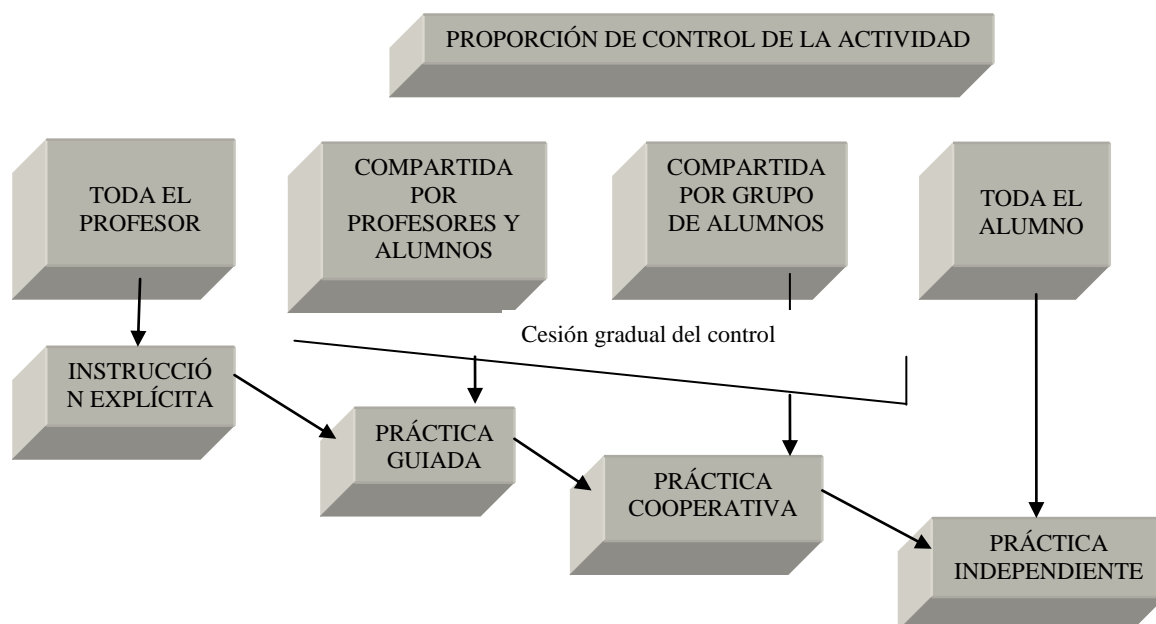 PROPORCIÓN DE CONTROL DE LA ACTIVIDAD
TODA EL
PROFESOR
COMPARTIDA
POR
PROFESORES Y
ALUMNOS
COMPARTIDA
POR GRUPO
DE ALUMNOS
TODA EL
ALUMNO
Cesión gradual del control
INSTRUCCIÓ
N EXPLÍCITA
PRÁCTICA
GUIADA
PRÁCTICA
COOPERATIVA
PRÁCTICA
INDEPENDIENTE